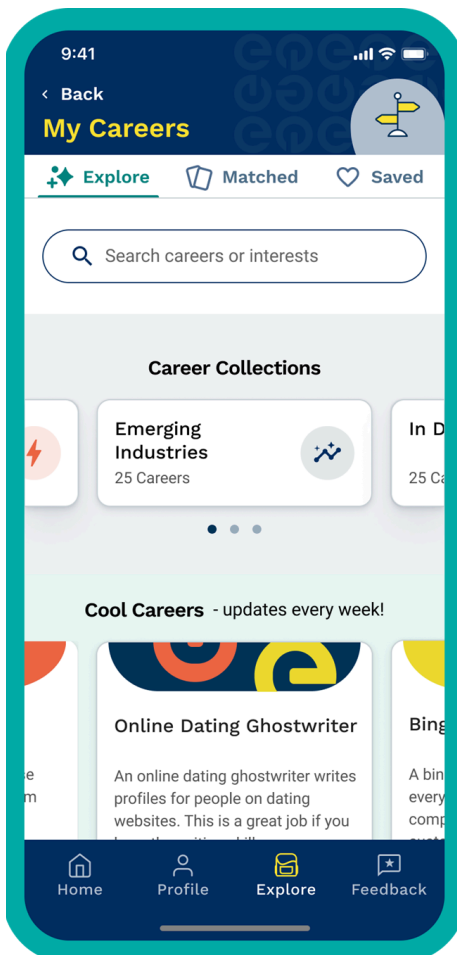 9:41
Back
My Careers
Explore
Matched
Saved
Search careers or interests
Career Collections
Emerging
Industries
25 Careers
In D
25 Ca
Cool Careers - updates every week!
Online Dating Ghostwriter
An online dating ghostwriter writes
profiles for people on dating
websites. This is a great job if you
Bing
A bin
every
comp
Home
Profile
Explore
Feedback